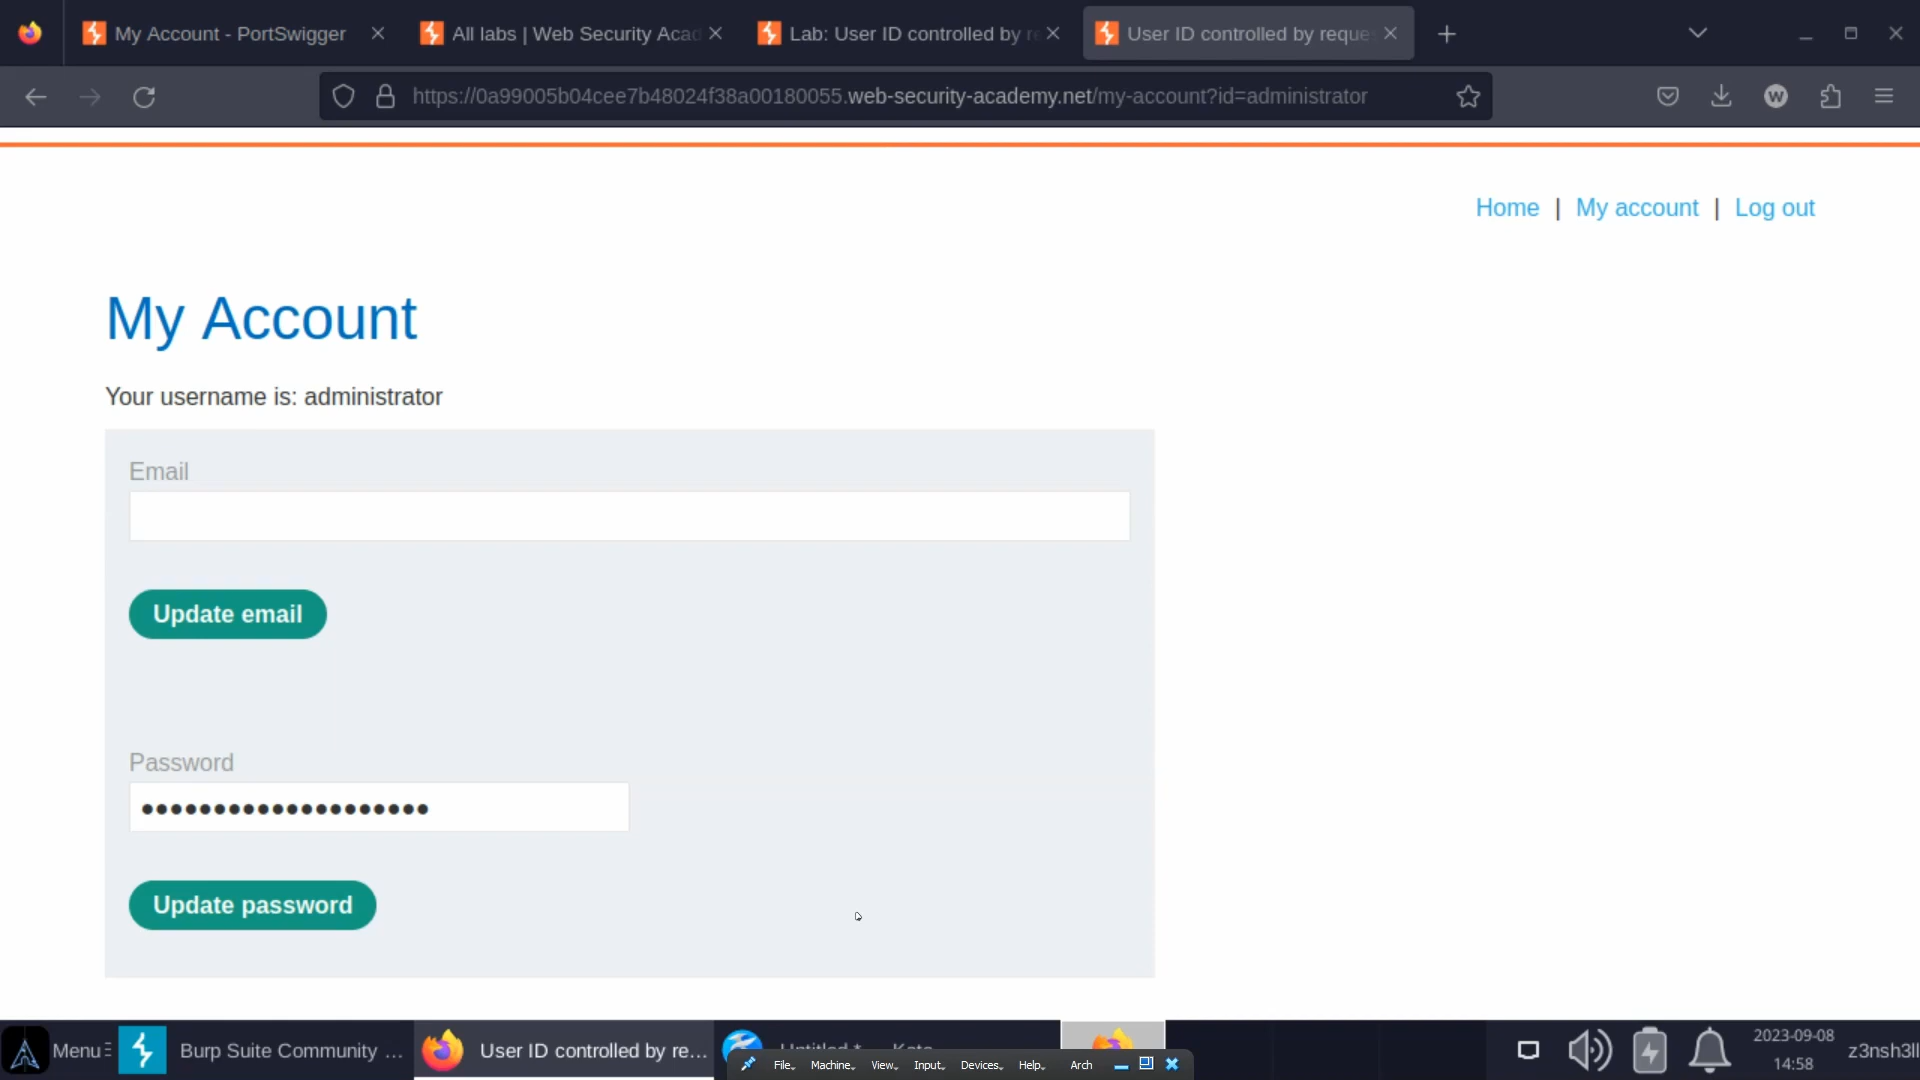 My Account - PortSwigger
All labs | Web Security Acad
Lab: User ID controlled by re
User ID controlled by reque
https://0a99005b04cee7b48024f38a00180055.web-security-academy.net/my-account?id=administrator
W
Home | My account | Log out
My Account
Your username is: administrator
Email
Update email
Password
••••••••••••••••••••
Update password
Menu
Burp Suite Community ...
User ID controlled by re...
2023-09-08
14:58
z3nsh3ll
File
Machine
View
Input
Devices
Help
Arch